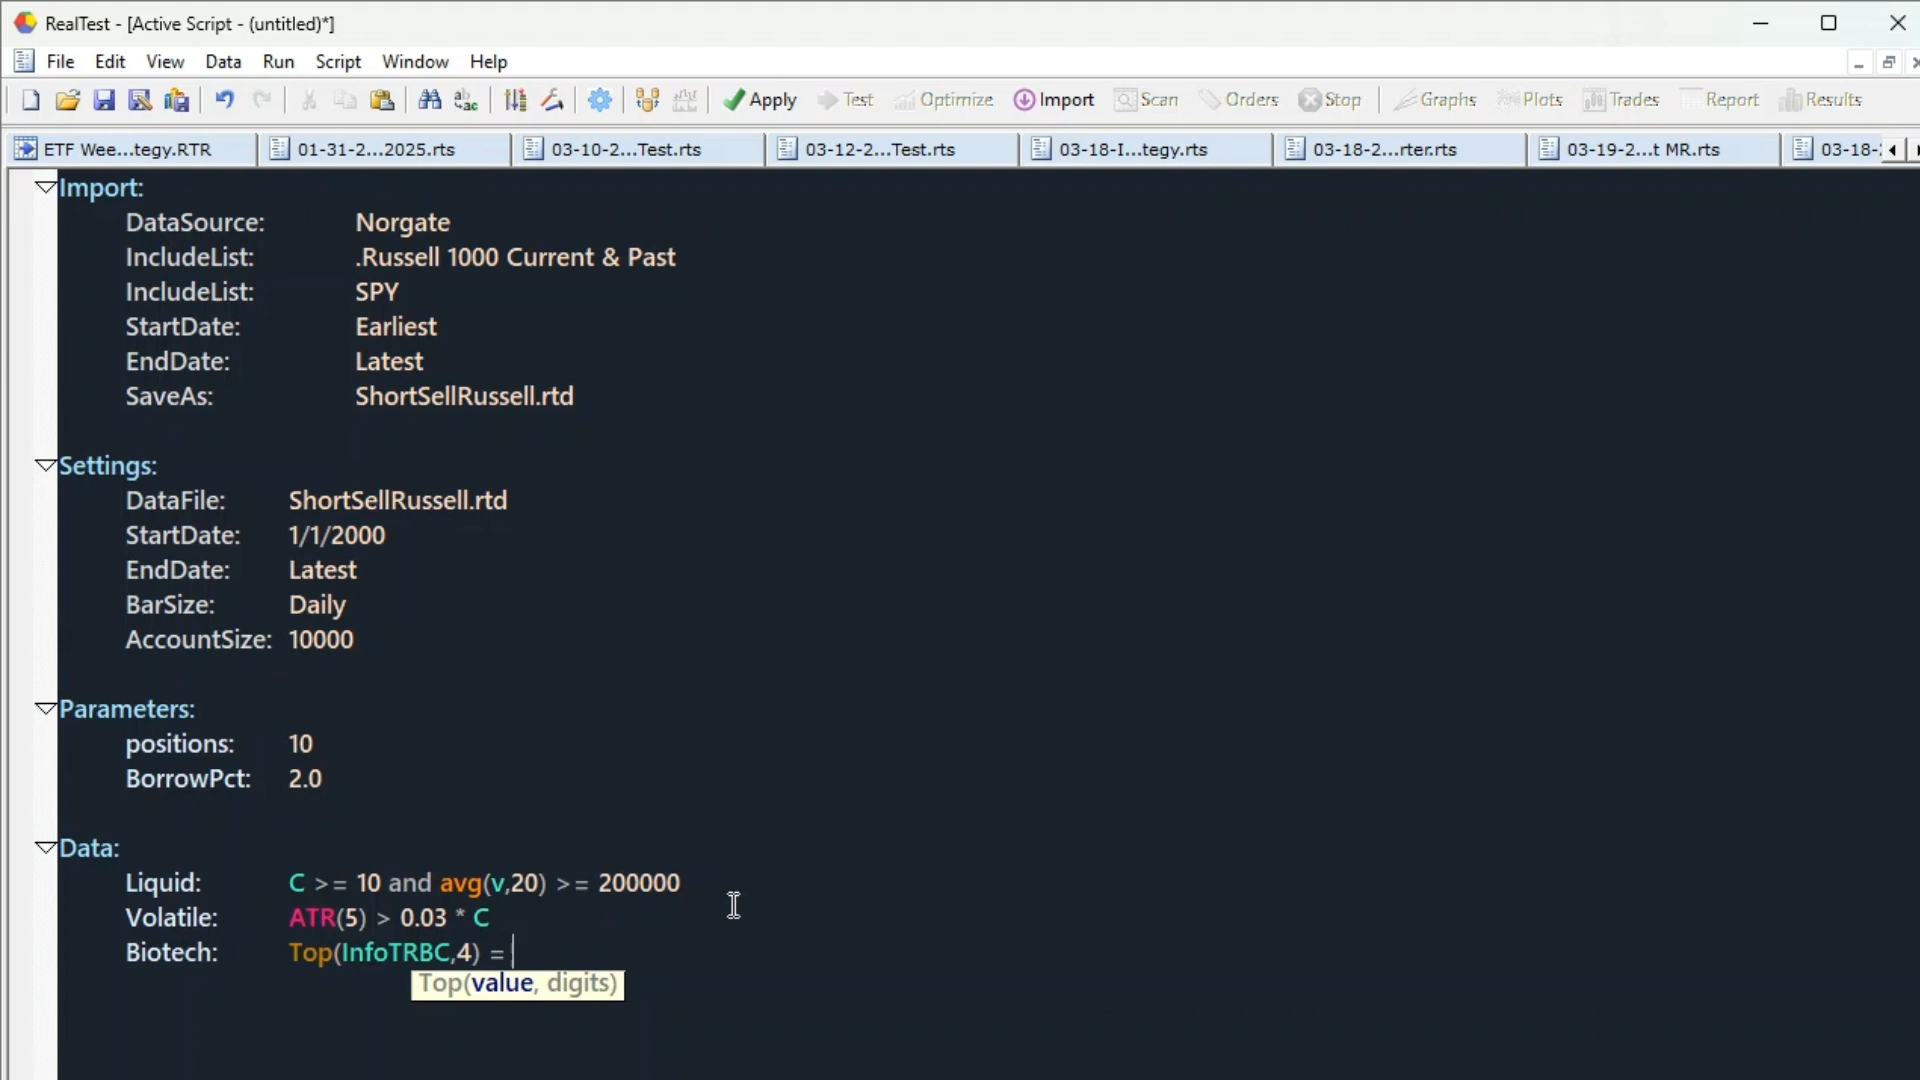 RealTest - [Active Script - (untitled)*]
File Edit View Data Run Script Window Help
Apply Test Optimize Import Scan Orders Stop Graphs Plots Trades Report Results
ETF Wee...tegy.RTR 01-31-2...2025.rts 03-10-2...Test.rts 03-12-2...Test.rts 03-18-I...tegy.rts 03-18-2...rter.rts 03-19-2...t MR.rts 03-18-
Import:
DataSource: Norgate
IncludeList: .Russell 1000 Current & Past
IncludeList: SPY
StartDate: Earliest
EndDate: Latest
SaveAs: ShortSellRussell.rtd
Settings:
DataFile: ShortSellRussell.rtd
StartDate: 1/1/2000
EndDate: Latest
BarSize: Daily
AccountSize: 10000
Parameters:
positions: 10
BorrowPct: 2.0
Data:
Liquid: C >= 10 and avg(v,20) >= 200000
Volatile: ATR(5) > 0.03 * C
Biotech: Top(InfoTRBC,4) =
Top(value, digits)